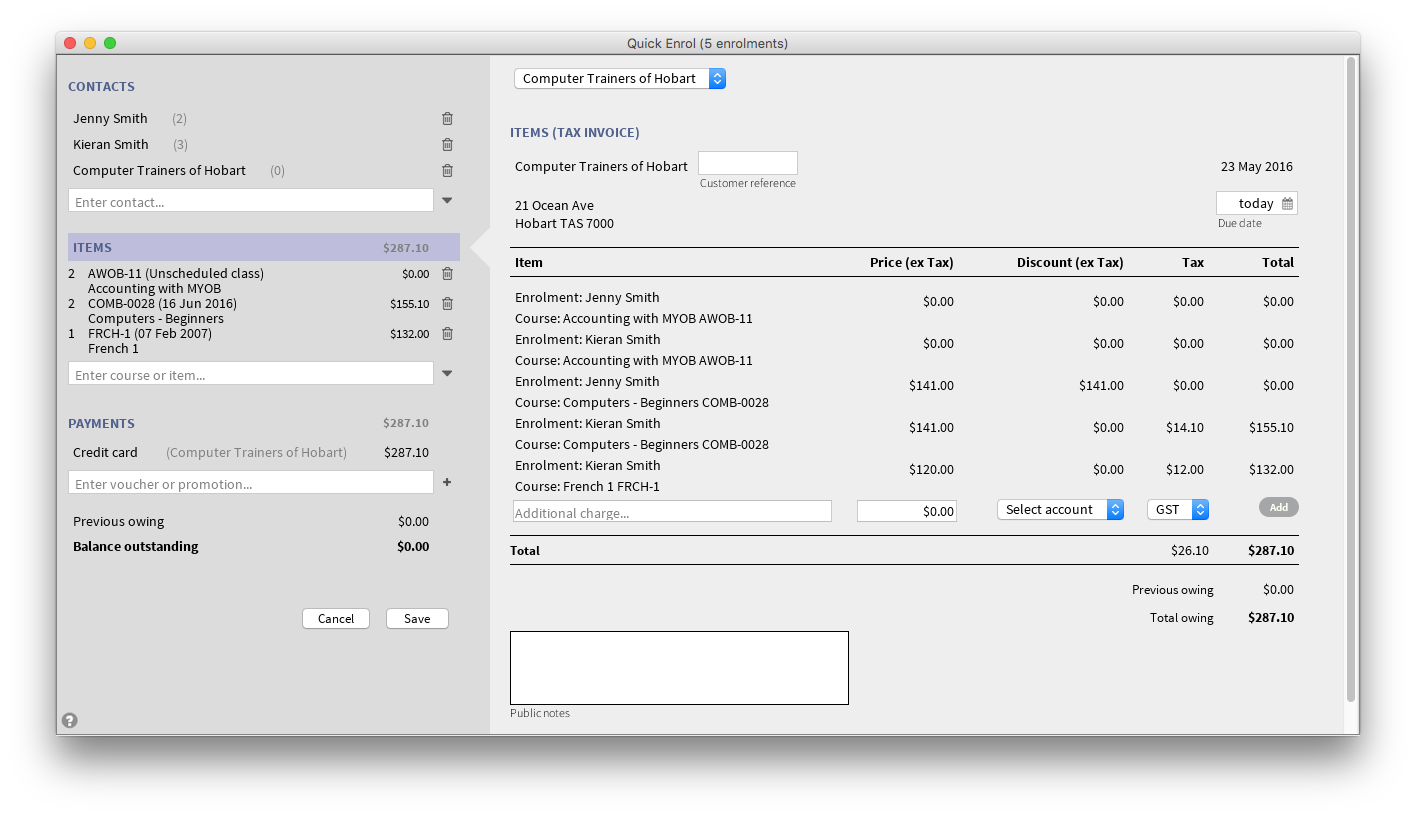 Quick Enrol (5 enrolments)
CONTACTS
Jenny Smith (2)
Kieran Smith (3)
Computer Trainers of Hobart (0)
Enter contact...
ITEMS $287.10
2 AWOB-11 (Unscheduled class) $0.00
Accounting with MYOB
2 COMB-0028 (16 Jun 2016) $155.10
Computers - Beginners
1 FRCH-1 (07 Feb 2007) $132.00
French 1
Enter course or item...
PAYMENTS $287.10
Credit card (Computer Trainers of Hobart) $287.10
Enter voucher or promotion... +
Previous owing $0.00
Balance outstanding $0.00
Cancel Save
?
Computer Trainers of Hobart
ITEMS (TAX INVOICE)
Computer Trainers of Hobart 23 May 2016
Customer reference
21 Ocean Ave today
Hobart TAS 7000 Due date
Item Price (ex Tax) Discount (ex Tax) Tax Total
Enrolment: Jenny Smith $0.00 $0.00 $0.00 $0.00
Course: Accounting with MYOB AWOB-11
Enrolment: Kieran Smith $0.00 $0.00 $0.00 $0.00
Course: Accounting with MYOB AWOB-11
Enrolment: Jenny Smith $141.00 $141.00 $0.00 $0.00
Course: Computers - Beginners COMB-0028
Enrolment: Kieran Smith $141.00 $0.00 $14.10 $155.10
Course: Computers - Beginners COMB-0028
Enrolment: Kieran Smith $120.00 $0.00 $12.00 $132.00
Course: French 1 FRCH-1
Additional charge... $0.00 Select account GST Add
Total $26.10 $287.10
Previous owing $0.00
Total owing $287.10
Public notes